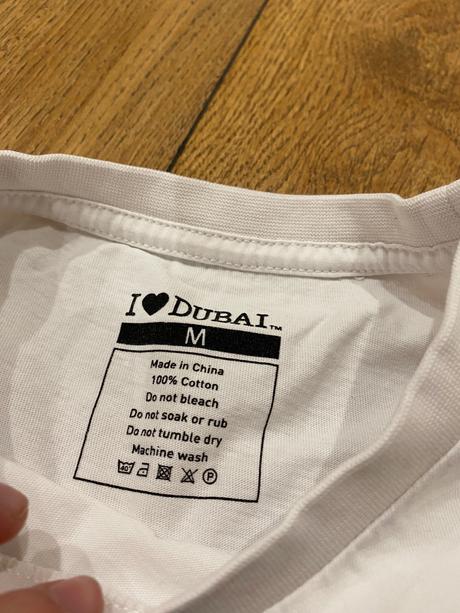 I ♥ DUBAI™
M
Made in China
100% Cotton
Do not bleach
Do not soak or rub
Do not tumble dry
Machine wash
40° P